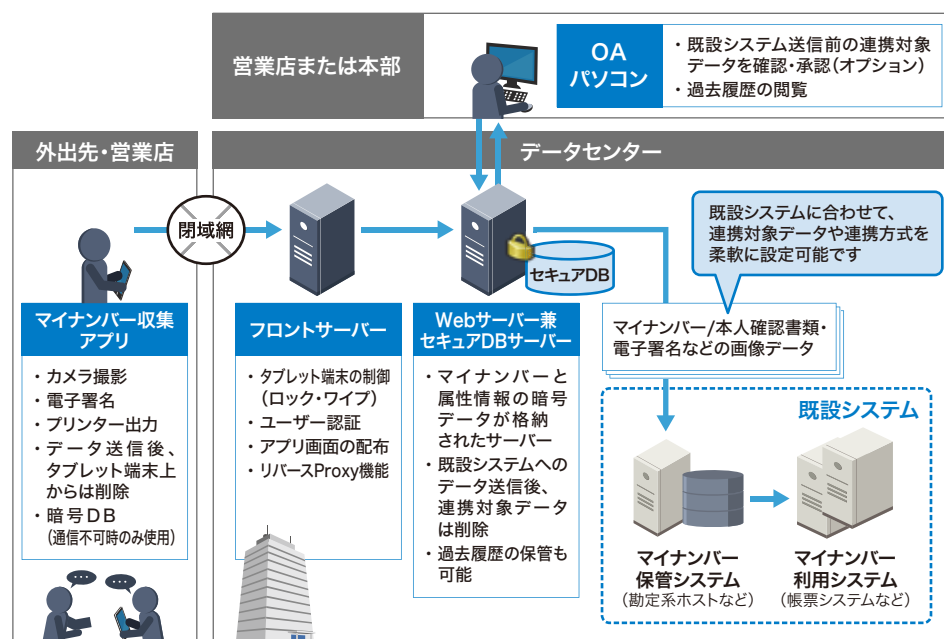 営業店または本部
OA
パソコン
・既設システム送信前の連携対象
データを確認・承認(オプション)
・過去履歴の閲覧
外出先・営業店
データセンター
閉域網
セキュアDB
既設システムに合わせて、
連携対象データや連携方式を
柔軟に設定可能です
マイナンバー収集
アプリ
・カメラ撮影
・電子署名
・プリンター出力
・データ送信後、
タブレット端末上
からは削除
・暗号DB
(通信不可時のみ使用)
フロントサーバー
・タブレット端末の制御
(ロック・ワイプ)
・ユーザー認証
・アプリ画面の配布
・リバースProxy機能
Webサーバー兼
セキュアDBサーバー
・マイナンバーと
属性情報の暗号
データが格納
されたサーバー
・既設システムへの
データ送信後、
連携対象データ
は削除
・過去履歴の保管も
可能
マイナンバー/本人確認書類・
電子署名などの画像データ
既設システム
マイナンバー
保管システム
(勘定系ホストなど)
マイナンバー
利用システム
(帳票システムなど)